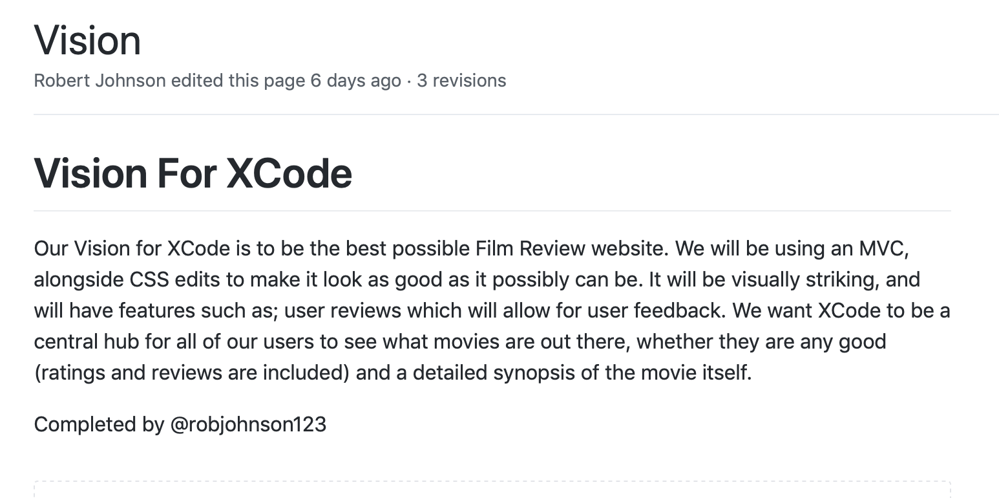 Vision
Robert Johnson edited this page 6 days ago · 3 revisions
Vision For XCode
Our Vision for XCode is to be the best possible Film Review website. We will be using an MVC,
alongside CSS edits to make it look as good as it possibly can be. It will be visually striking, and
will have features such as; user reviews which will allow for user feedback. We want XCode to be a
central hub for all of our users to see what movies are out there, whether they are any good
(ratings and reviews are included) and a detailed synopsis of the movie itself.
Completed by @robjohnson123